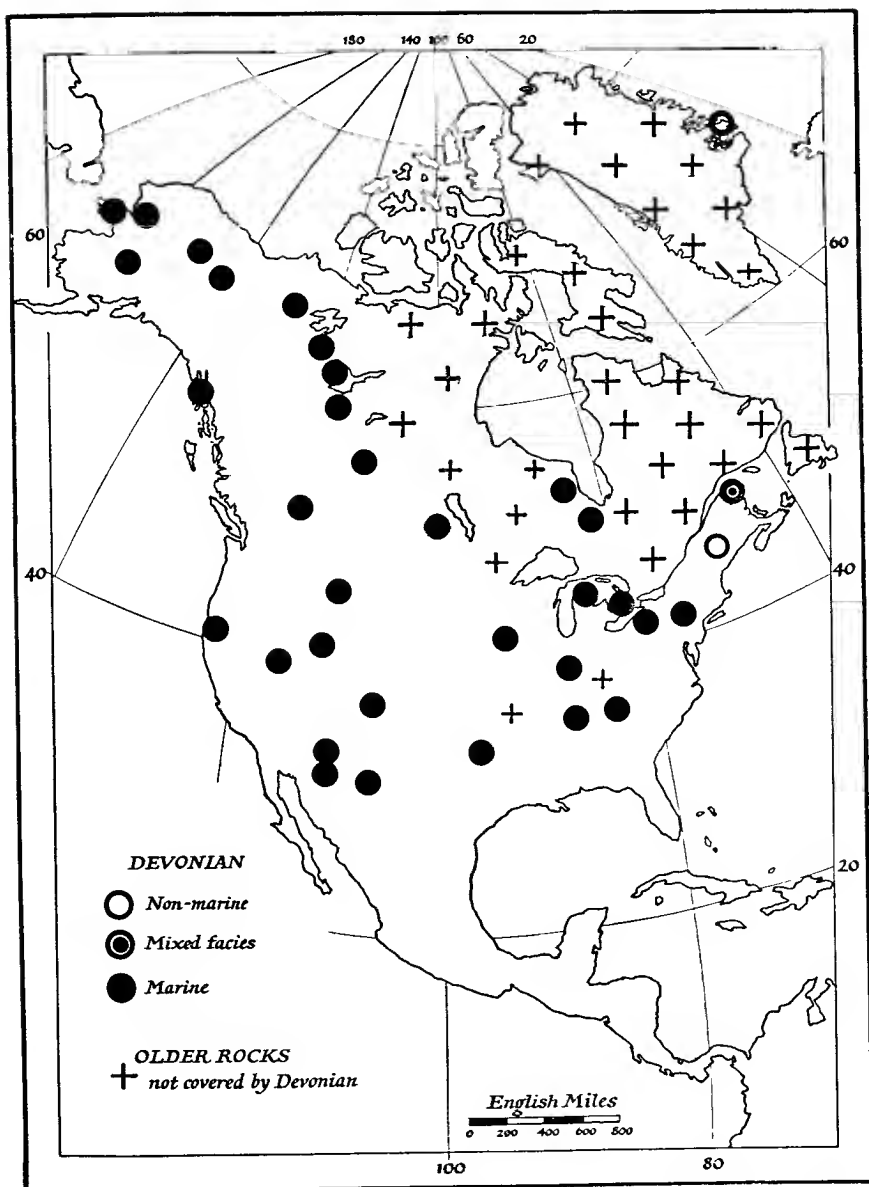 180 140 100 60 20
60
60
40
40
20
DEVONIAN
Non-marine
Mixed facies
Marine
OLDER ROCKS
not covered by Devonian
English Miles
0 200 400 600 800
100
80